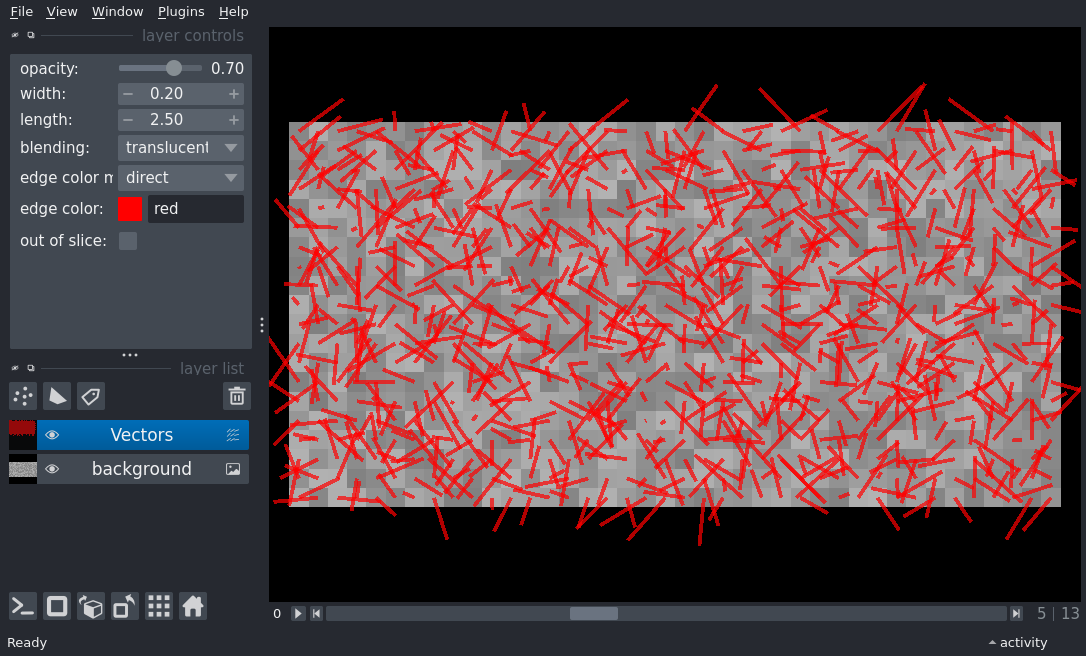 File View Window Plugins Help
layer controls
opacity: 0.70
width: − 0.20 +
length: − 2.50 +
blending: translucent
edge color m direct
edge color: red
out of slice:
layer list
Vectors
background
0 5 | 13
Ready activity